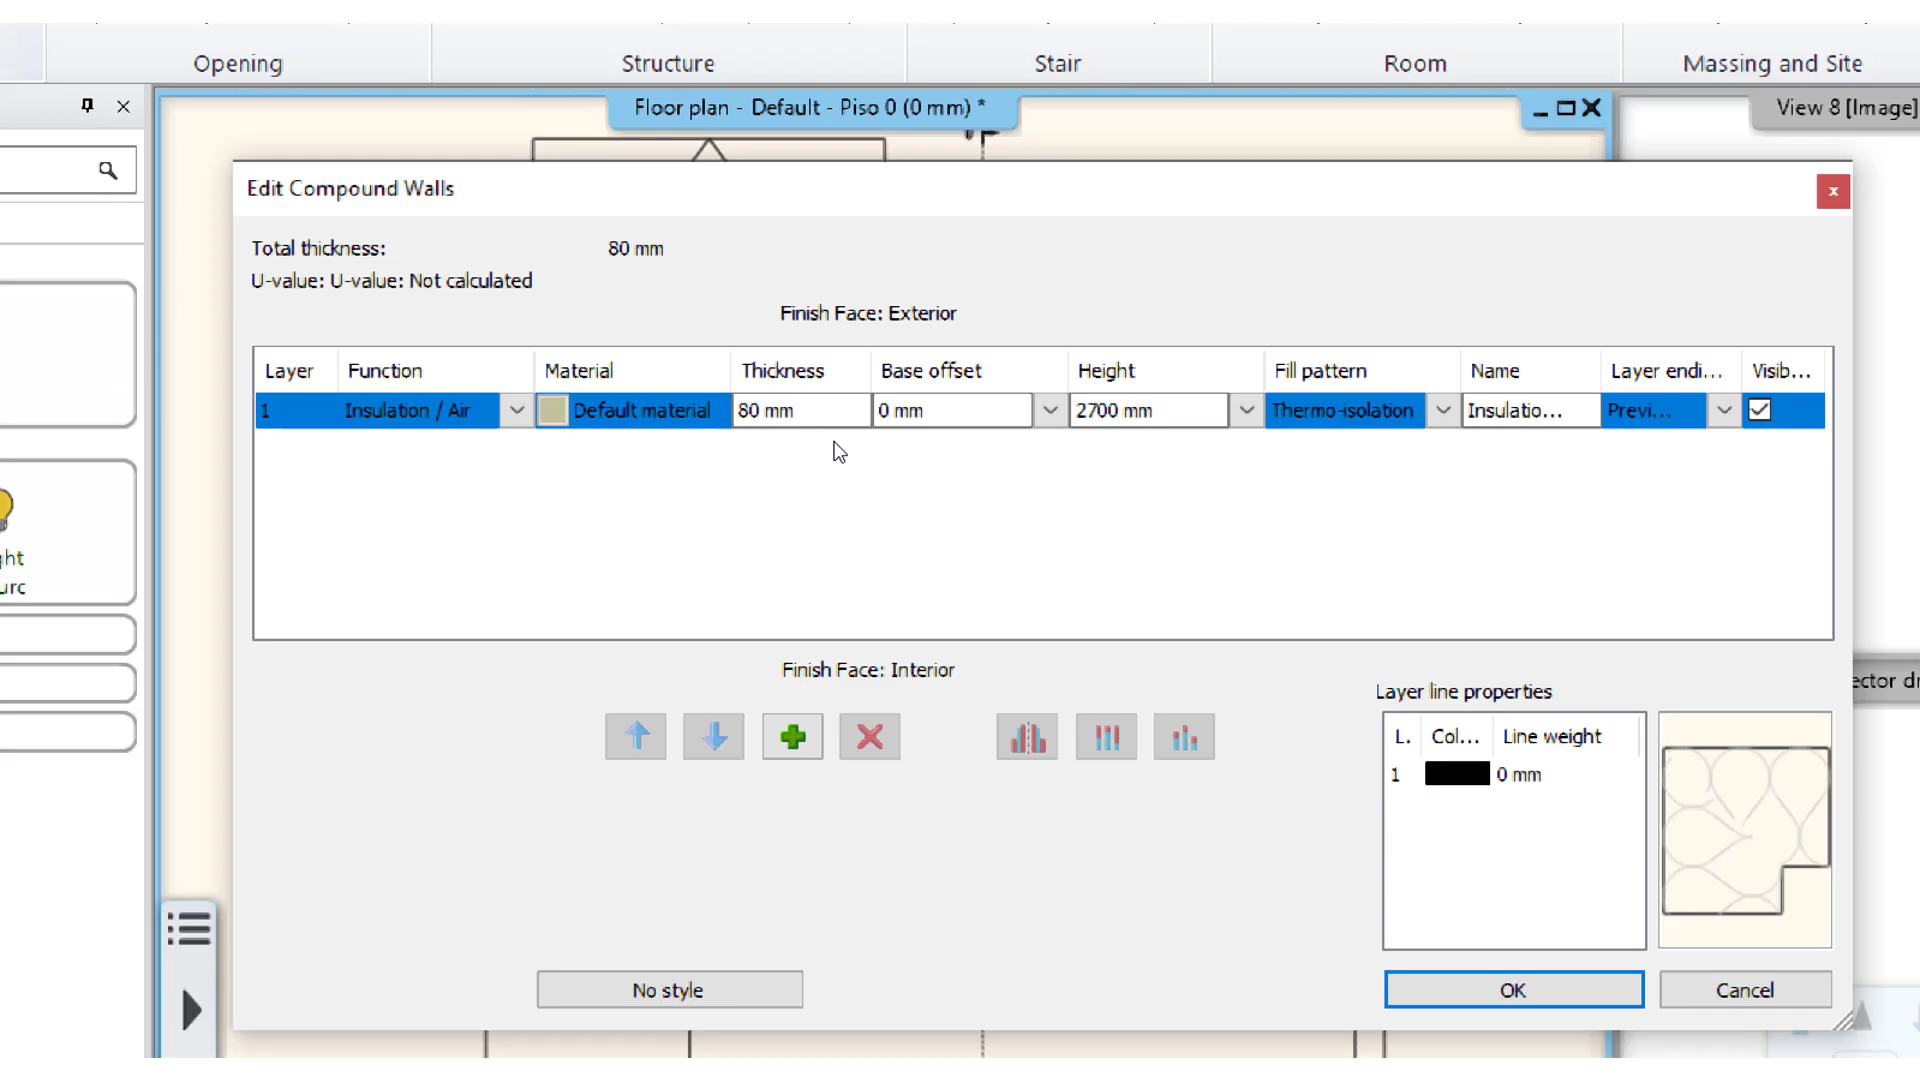 Opening
Structure
Stair
Room
Massing and Site
Floor plan - Default - Piso 0 (0 mm) *
View 8 [Image]
Edit Compound Walls
x
Total thickness: 80 mm
U-value: U-value: Not calculated
Finish Face: Exterior
Layer Function Material Thickness Base offset Height Fill pattern Name Layer endi... Visib...
1 Insulation / Air Default material 80 mm 0 mm 2700 mm Thermo-isolation Insulatio... Previ...
ght
urc
Finish Face: Interior
Layer line properties
ector dr
L. Col... Line weight
1 0 mm
No style
OK
Cancel